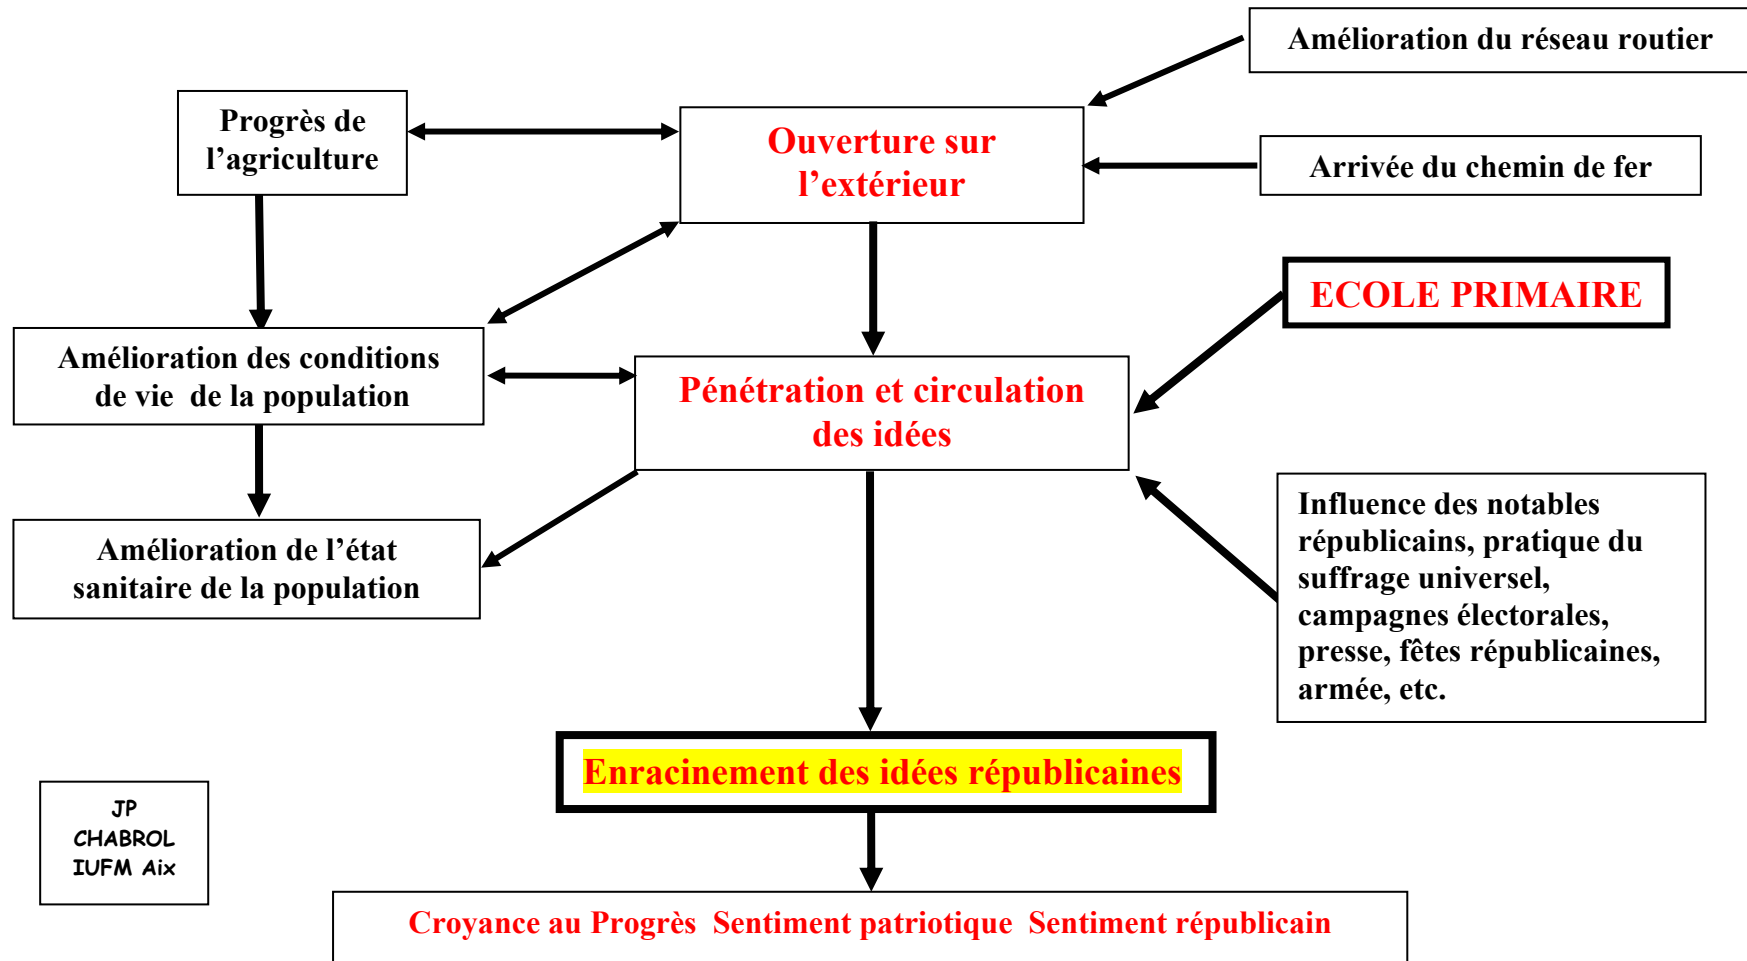 Amélioration du réseau routier
Progrès de
l’agriculture
Ouverture sur
l’extérieur
Arrivée du chemin de fer
ECOLE PRIMAIRE
Amélioration des conditions
de vie de la population
Pénétration et circulation
des idées
Influence des notables
républicains, pratique du
suffrage universel,
campagnes électorales,
presse, fêtes républicaines,
armée, etc.
Amélioration de l’état
sanitaire de la population
Enracinement des idées républicaines
JP
CHABROL
IUFM Aix
Croyance au Progrès Sentiment patriotique Sentiment républicain